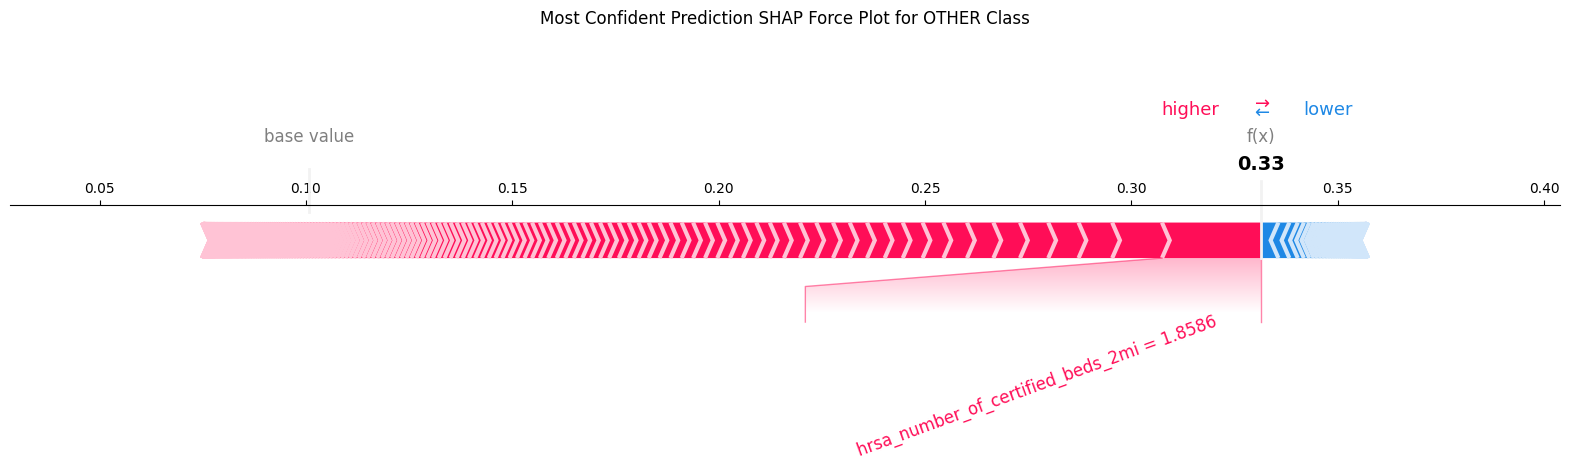 Most Confident Prediction SHAP Force Plot for OTHER Class
higher ⇄ lower
base value f(x)
0.33
0.05 0.10 0.15 0.20 0.25 0.30 0.35 0.40
hrsa_number_of_certified_beds_2mi = 1.8586